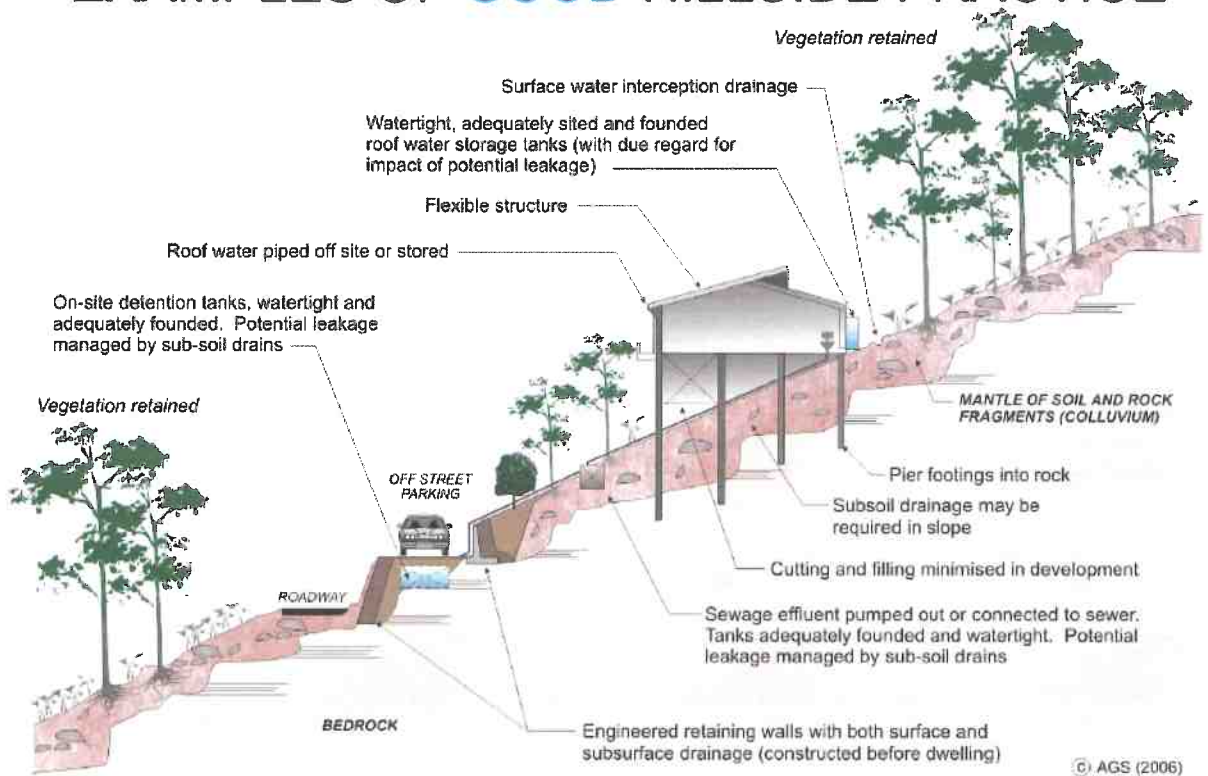 EXAMPLES OF GOOD HILLSIDE PRACTICE
Vegetation retained
Surface water interception drainage
Watertight, adequately sited and founded
roof water storage tanks (with due regard for
impact of potential leakage)
Flexible structure
Roof water piped off site or stored
On-site detention tanks, watertight and
adequately founded. Potential leakage
managed by sub-soil drains
Vegetation retained
MANTLE OF SOIL AND ROCK
FRAGMENTS (COLLUVIUM)
Pier footings into rock
OFF STREET
PARKING
Subsoil drainage may be
required in slope
Cutting and filling minimised in development
ROADWAY
Sewage effluent pumped out or connected to sewer.
Tanks adequately founded and watertight. Potential
leakage managed by sub-soil drains
BEDROCK
Engineered retaining walls with both surface and
subsurface drainage (constructed before dwelling)
© AGS (2006)